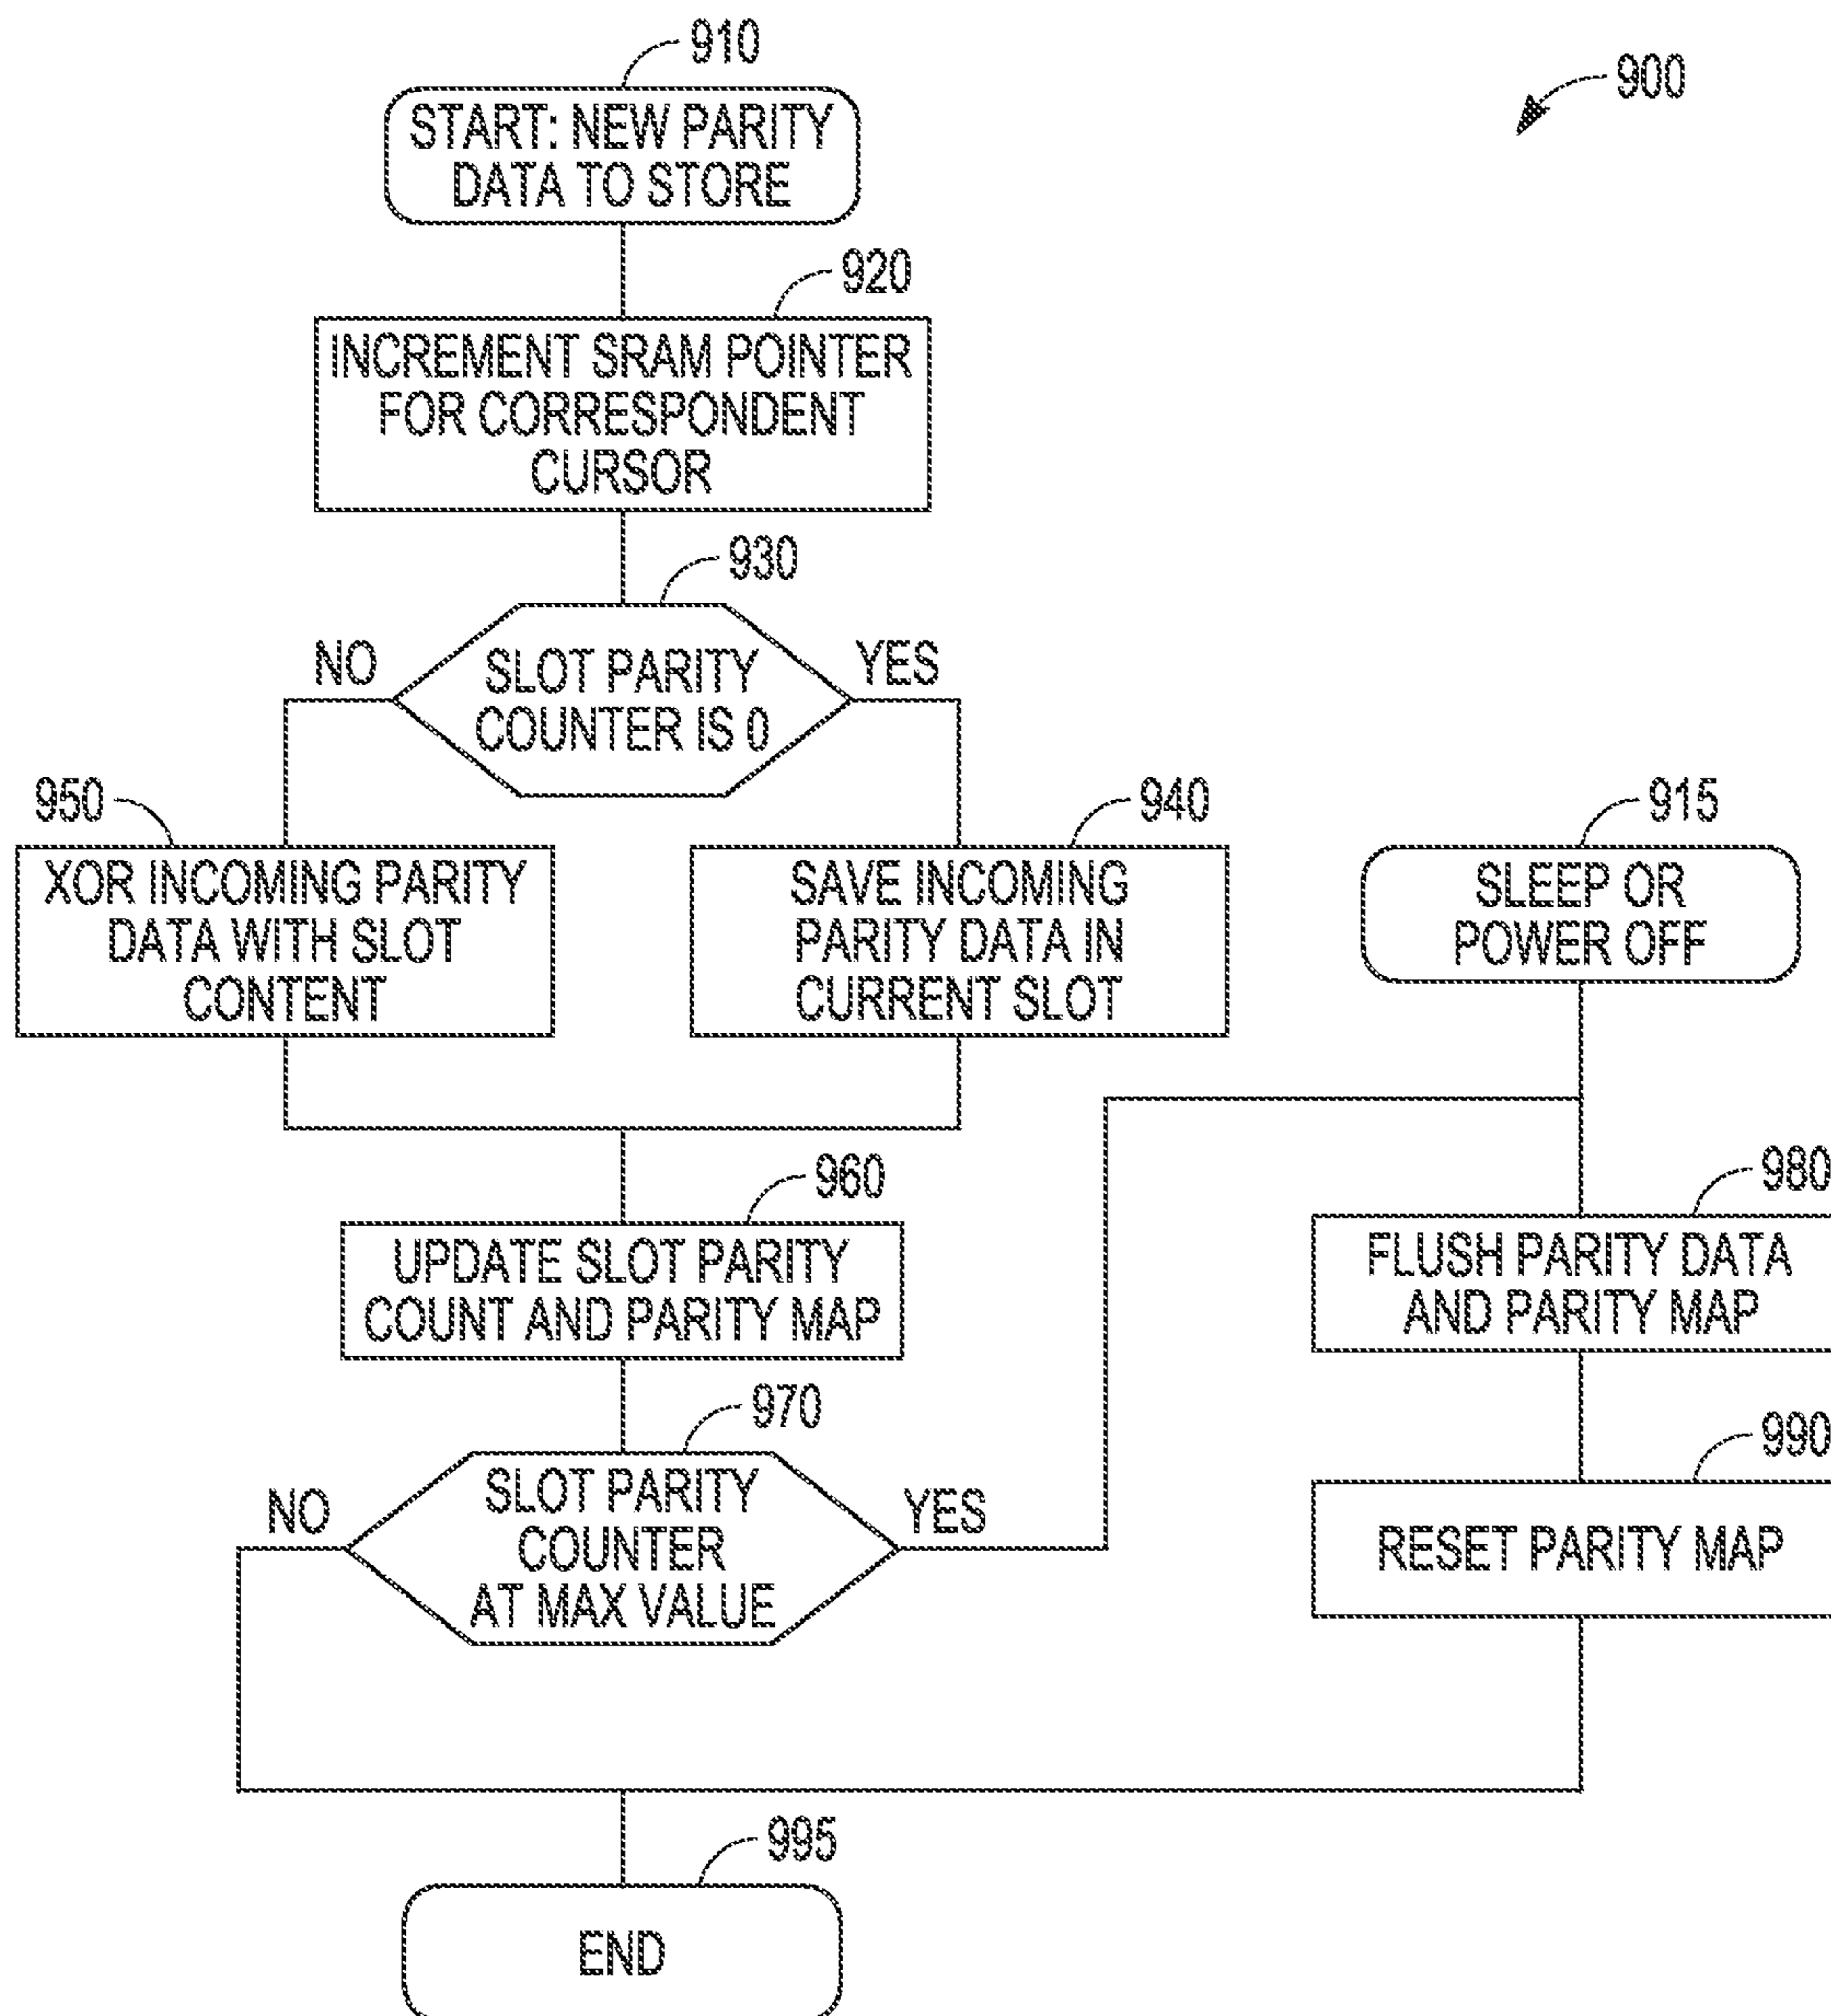 910
900
START: NEW PARITY
DATA TO STORE
920
INCREMENT SRAM POINTER
FOR CORRESPONDENT
CURSOR
930
NO
YES
SLOT PARITY
COUNTER IS 0
950
940
915
XOR INCOMING PARITY
DATA WITH SLOT
CONTENT
SAVE INCOMING
PARITY DATA IN
CURRENT SLOT
SLEEP OR
POWER OFF
960
980
UPDATE SLOT PARITY
COUNT AND PARITY MAP
FLUSH PARITY DATA
AND PARITY MAP
970
990
NO
YES
SLOT PARITY
COUNTER
AT MAX VALUE
RESET PARITY MAP
995
END